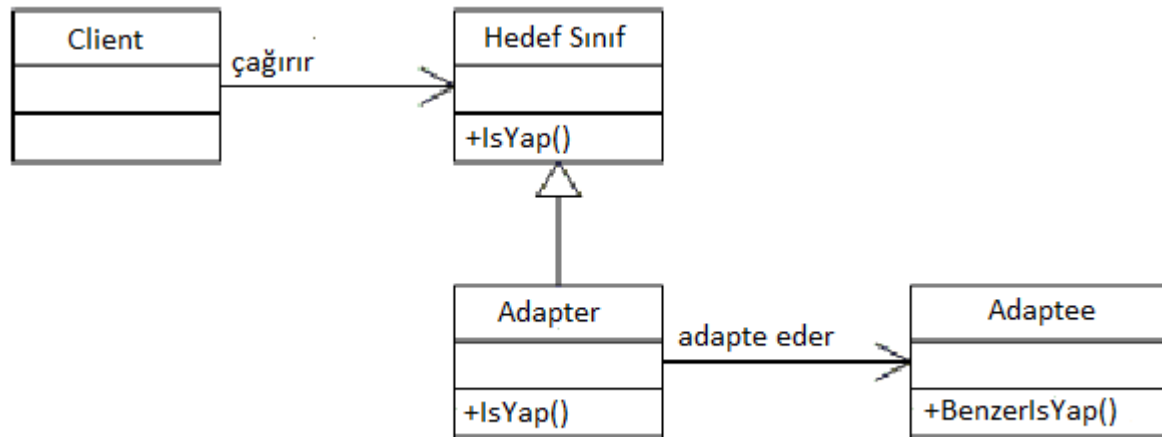 Client
Hedef Sınıf
çağırır
+IsYap()
Adapter
Adaptee
adapte eder
+IsYap()
+BenzerIsYap()